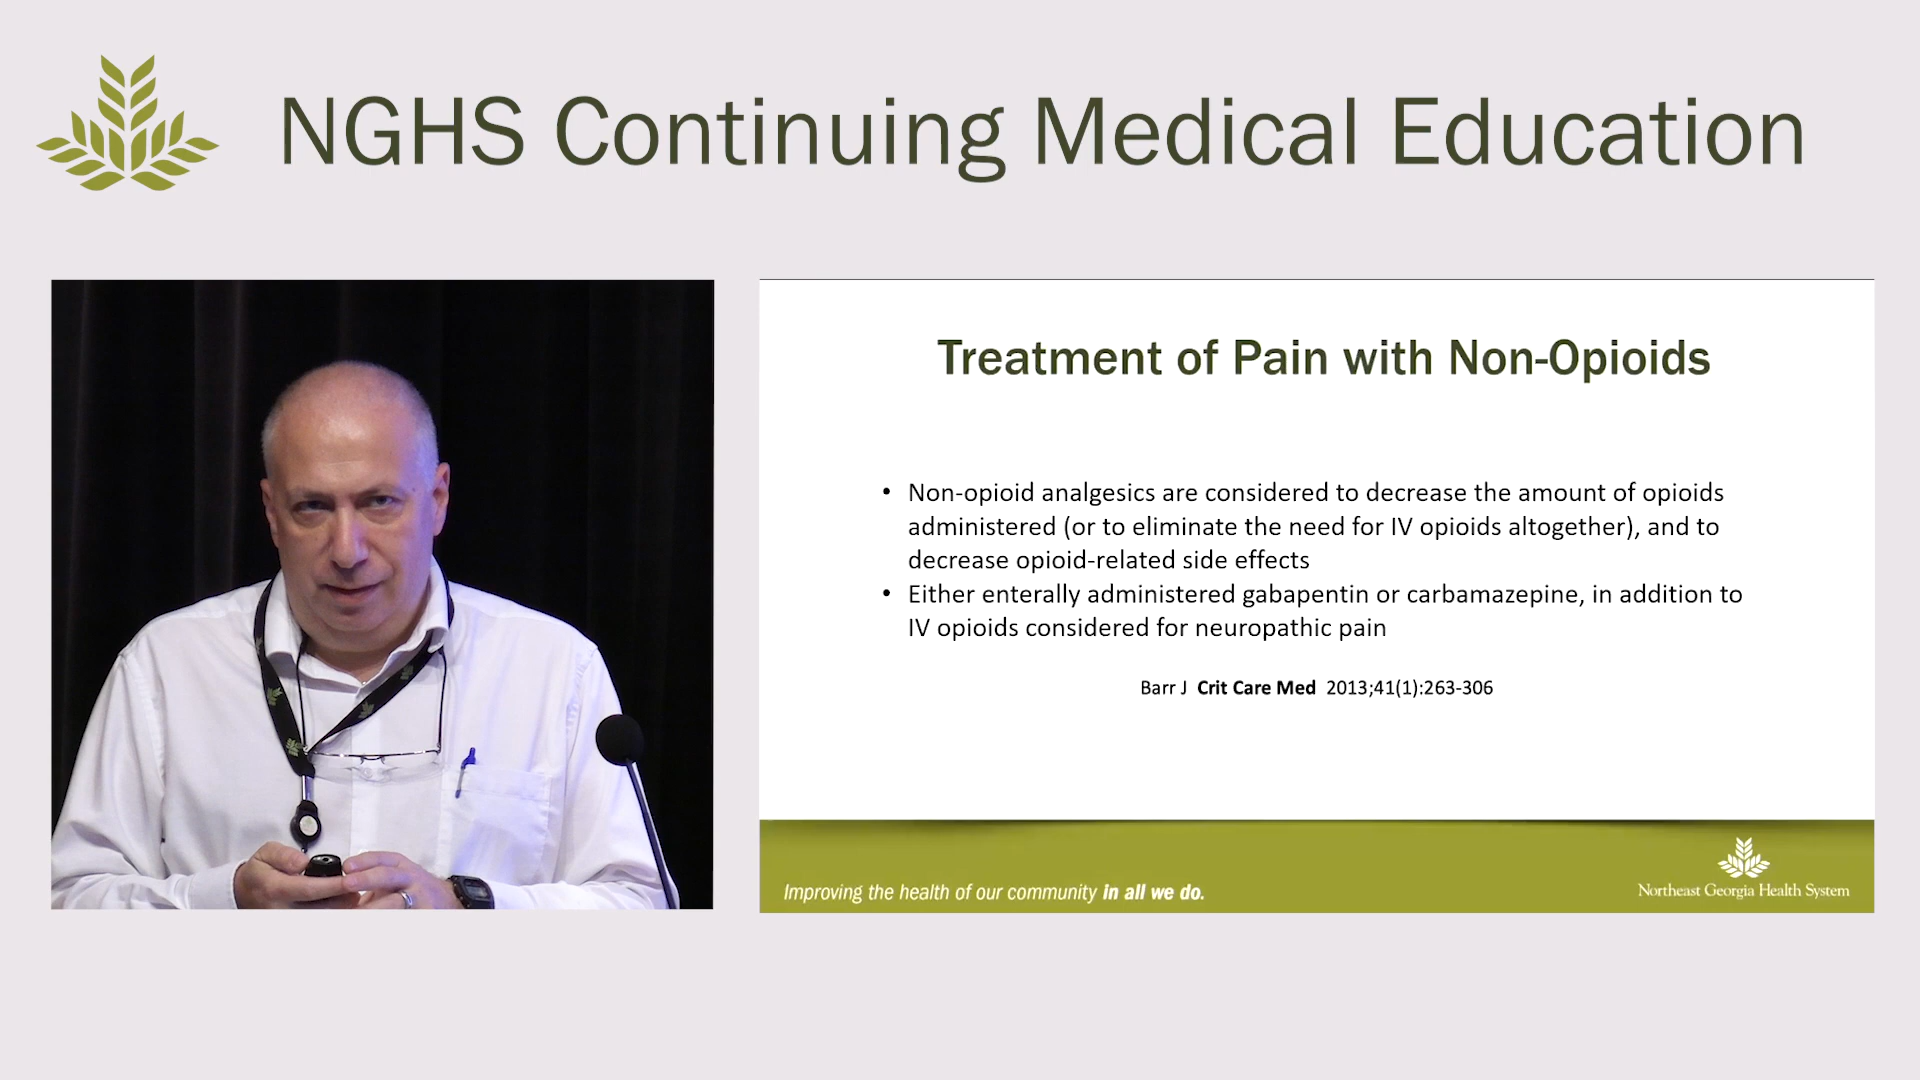 NGHS Continuing Medical Education
Treatment of Pain with Non-Opioids
• Non-opioid analgesics are considered to decrease the amount of opioids
administered (or to eliminate the need for IV opioids altogether), and to
decrease opioid-related side effects
• Either enterally administered gabapentin or carbamazepine, in addition to
IV opioids considered for neuropathic pain
Barr J Crit Care Med 2013;41(1):263-306
Improving the health of our community in all we do.
Northeast Georgia Health System